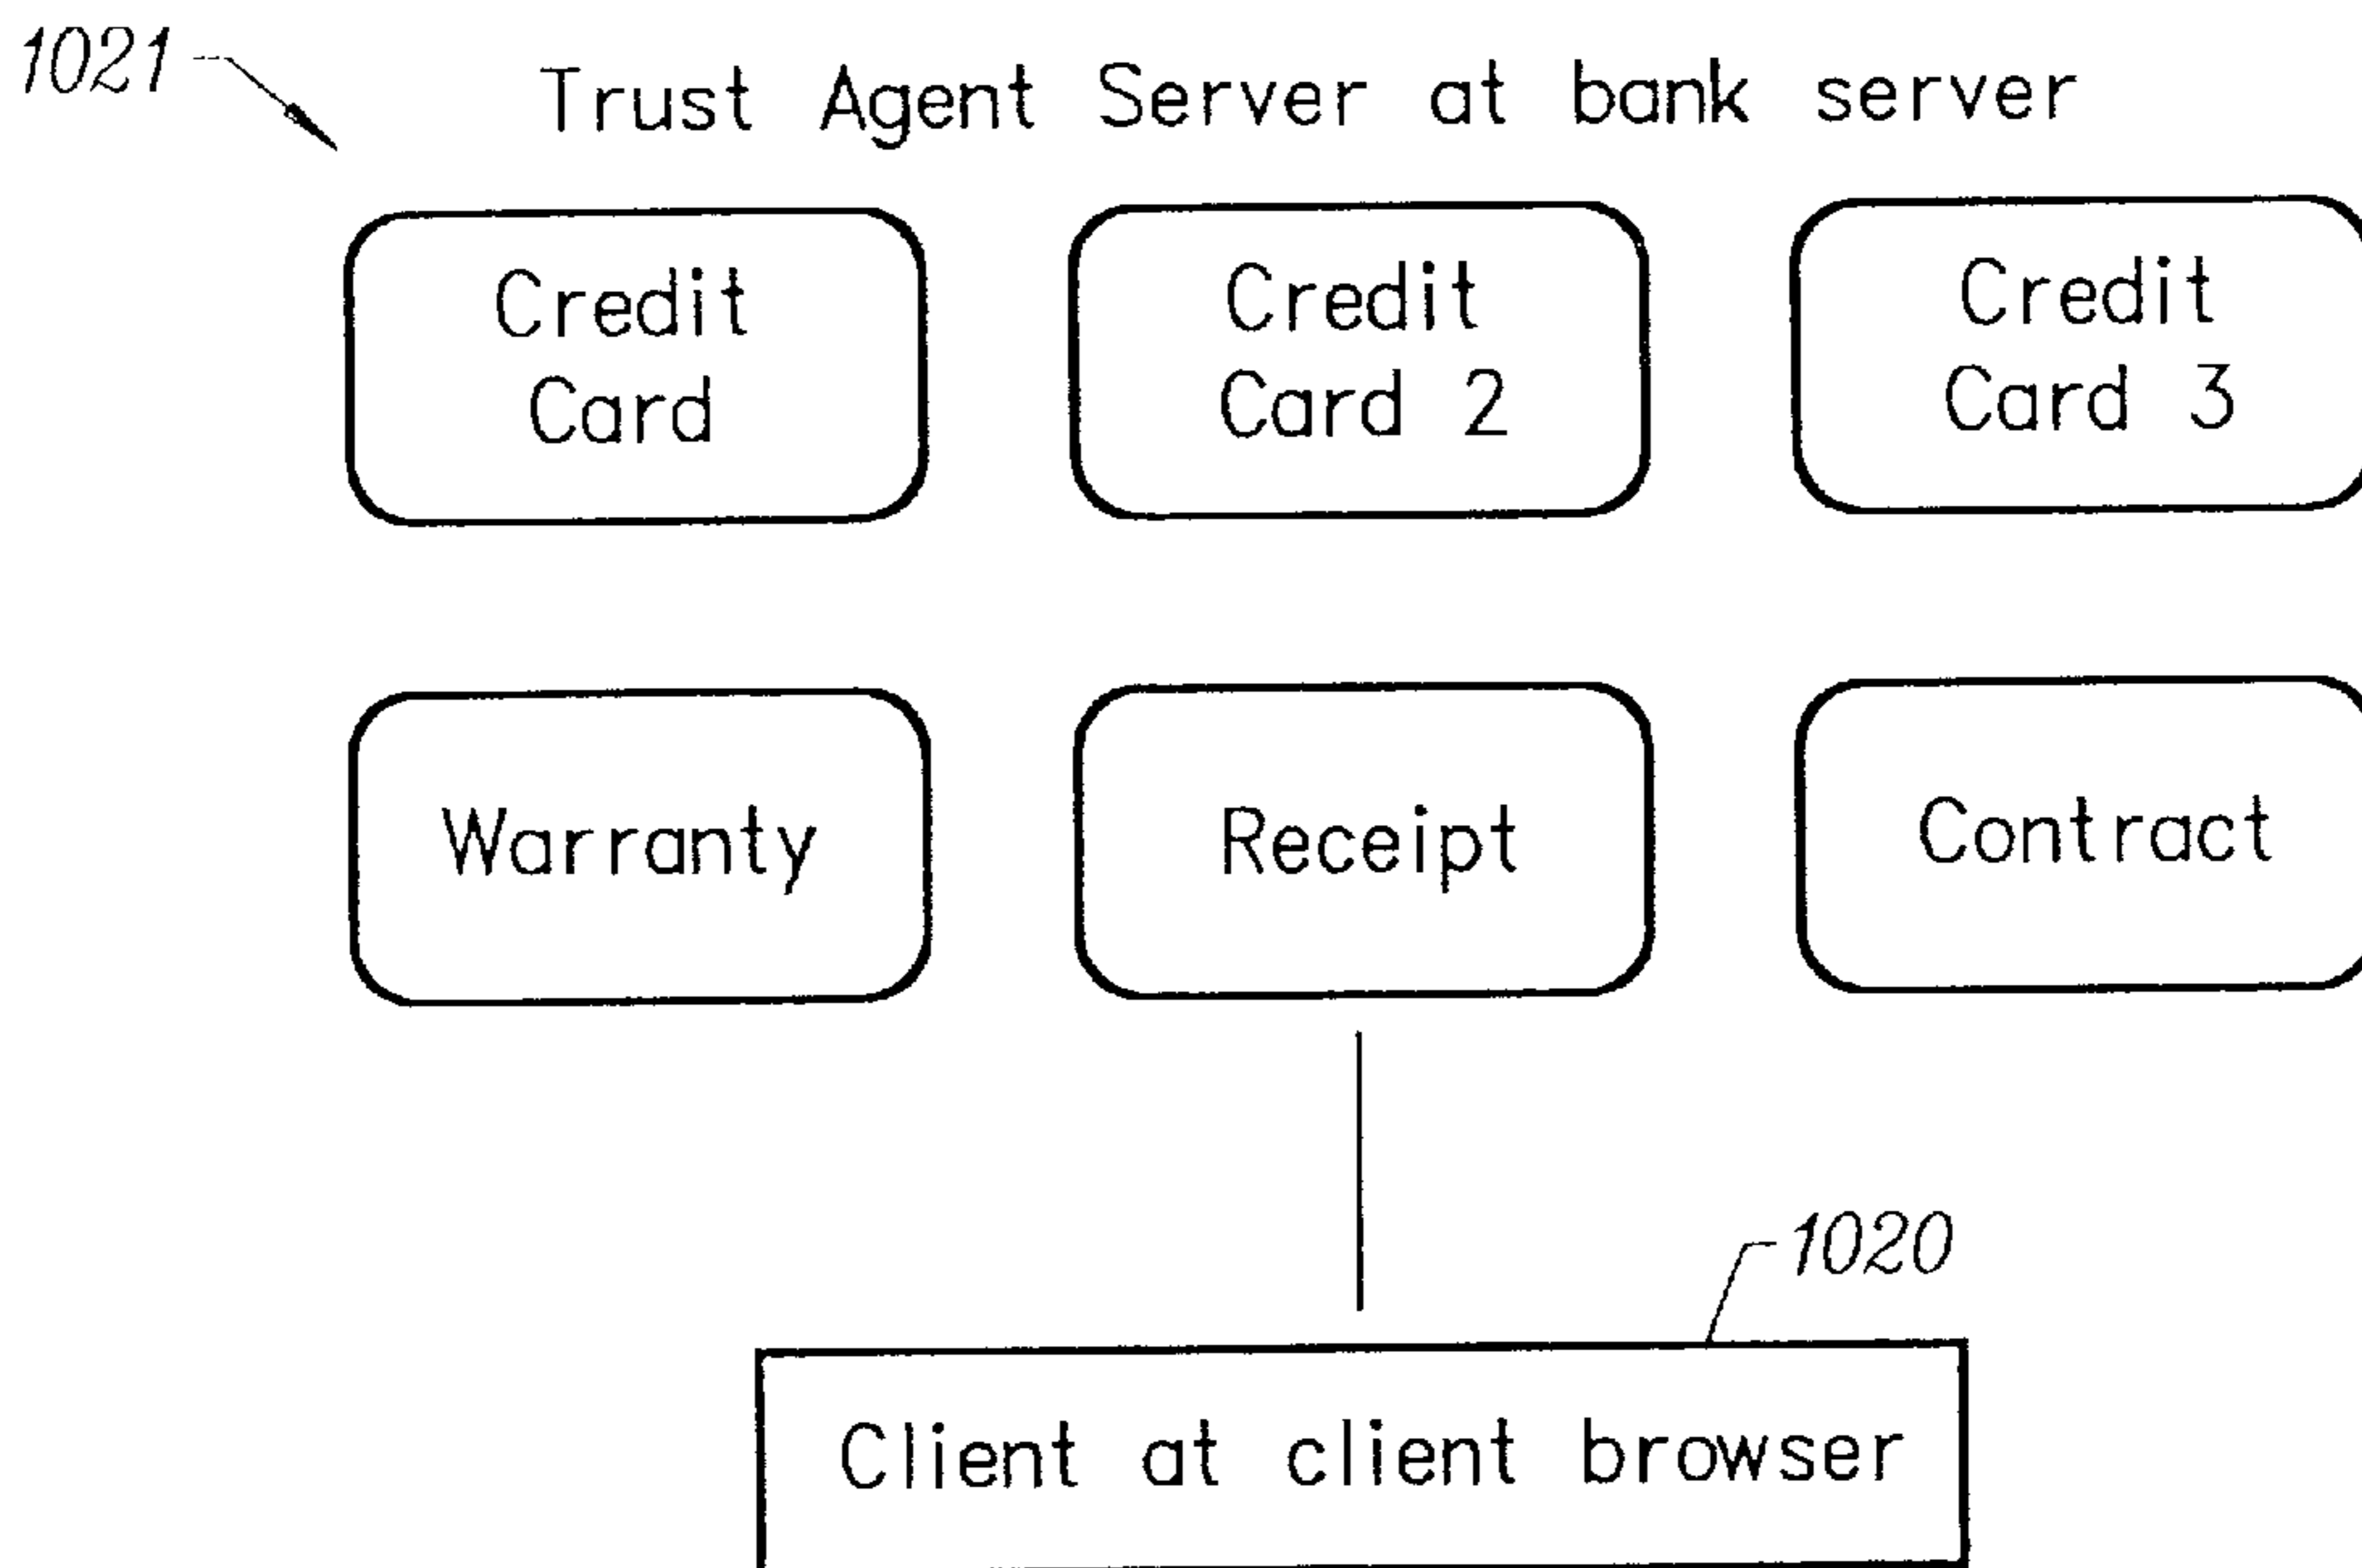 1021
Trust Agent Server at bank server
Credit
Card
Credit
Card 2
Credit
Card 3
Warranty
Receipt
Contract
1020
Client at client browser